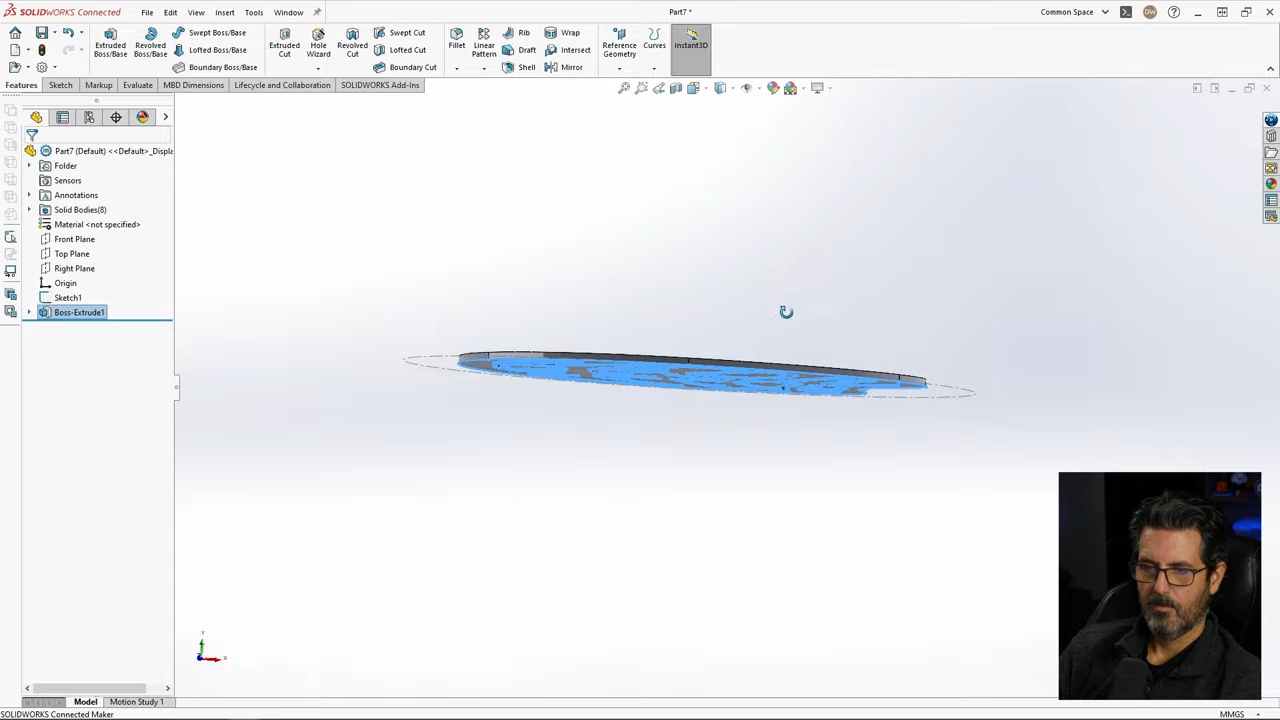 SOLIDWORKS Connected
File
Edit
View
Insert
Tools
Window
Part7 *
Common Space
DW
Extruded Boss/Base
Revolved Boss/Base
Swept Boss/Base
Lofted Boss/Base
Boundary Boss/Base
Extruded Cut
Hole Wizard
Revolved Cut
Swept Cut
Lofted Cut
Boundary Cut
Fillet
Linear Pattern
Rib
Draft
Shell
Wrap
Intersect
Mirror
Reference Geometry
Curves
Instant3D
Features
Sketch
Markup
Evaluate
MBD Dimensions
Lifecycle and Collaboration
SOLIDWORKS Add-Ins
Part7 (Default) <<Default>_Displa
Folder
Sensors
Annotations
Solid Bodies(8)
Material <not specified>
Front Plane
Top Plane
Right Plane
Origin
Sketch1
Boss-Extrude1
Y
X
Model
Motion Study 1
SOLIDWORKS Connected Maker
MMGS